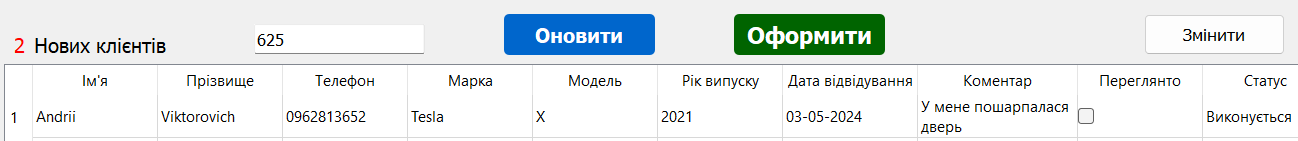 2 Нових клієнтів 625 Оновити Оформити Змінити
Ім'я Прізвище Телефон Марка Модель Рік випуску Дата відвідування Коментар Переглянто Статус
1 Andrii Viktorovich 0962813652 Tesla X 2021 03-05-2024 У мене пошарпалася Виконується
дверь